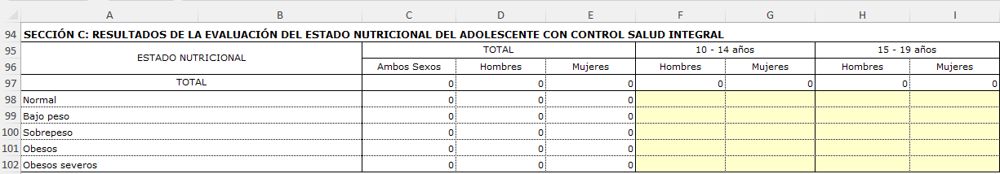 A B C D E F G H I
94 SECCIÓN C: RESULTADOS DE LA EVALUACIÓN DEL ESTADO NUTRICIONAL DEL ADOLESCENTE CON CONTROL SALUD INTEGRAL
95 ESTADO NUTRICIONAL TOTAL 10 - 14 años 15 - 19 años
96 Ambos Sexos Hombres Mujeres Hombres Mujeres Hombres Mujeres
97 TOTAL 0 0 0 0 0 0 0
98 Normal 0 0 0
99 Bajo peso 0 0 0
100 Sobrepeso 0 0 0
101 Obesos 0 0 0
102 Obesos severos 0 0 0